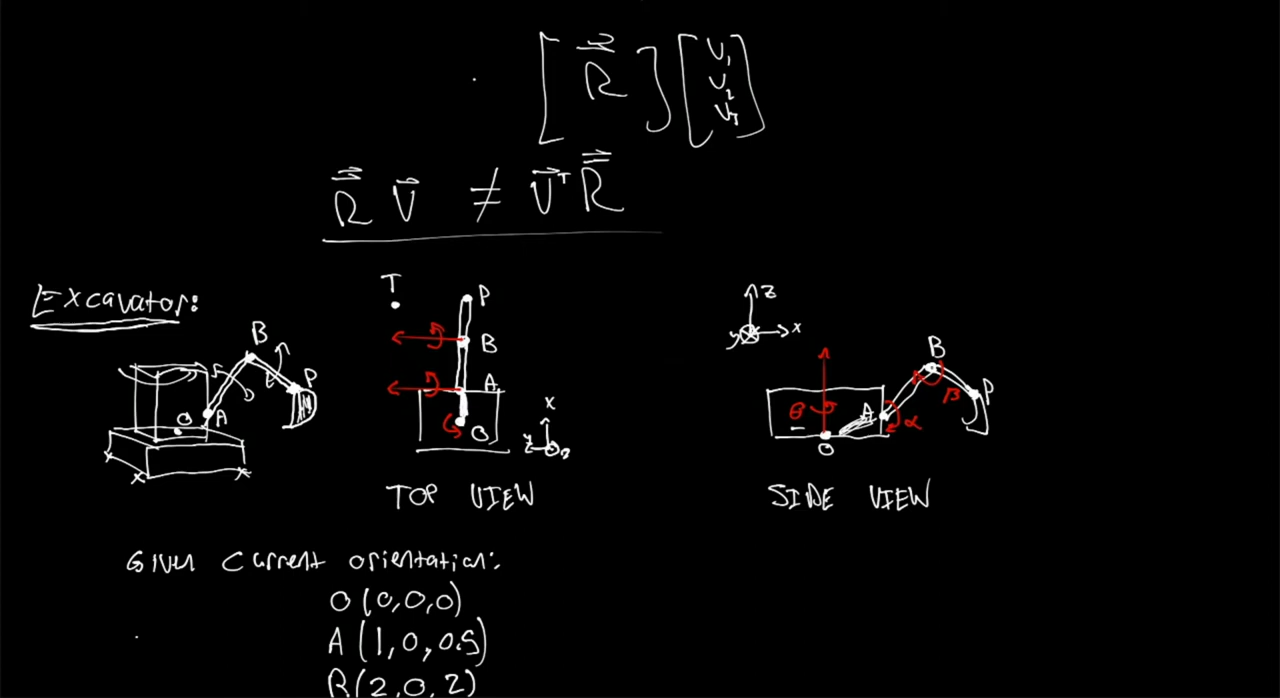 [R⃗] [V₁ V₂ V₃]
R⃗ V⃗ ≠ V⃗ᵀ R⃗
Excavator:
B
P
O A
T
P
B
A
O
x
y
z
TOP VIEW
z
y x
B
P
A
θ
α
β
O
SIDE VIEW
Given Current orientation:
O (0,0,0)
A (1,0,0.5)
B (2,0,2)